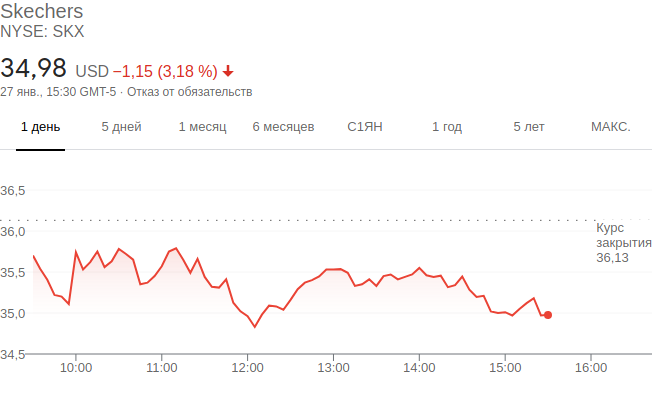 Skechers
NYSE: SKX
34,98 USD −1,15 (3,18 %)
27 янв., 15:30 GMT-5 · Отказ от обязательств
1 день 5 дней 1 месяц 6 месяцев С1ЯН 1 год 5 лет МАКС.
36,5
36,0
35,5
35,0
34,5
Курс
закрытия
36,13
10:00 11:00 12:00 13:00 14:00 15:00 16:00